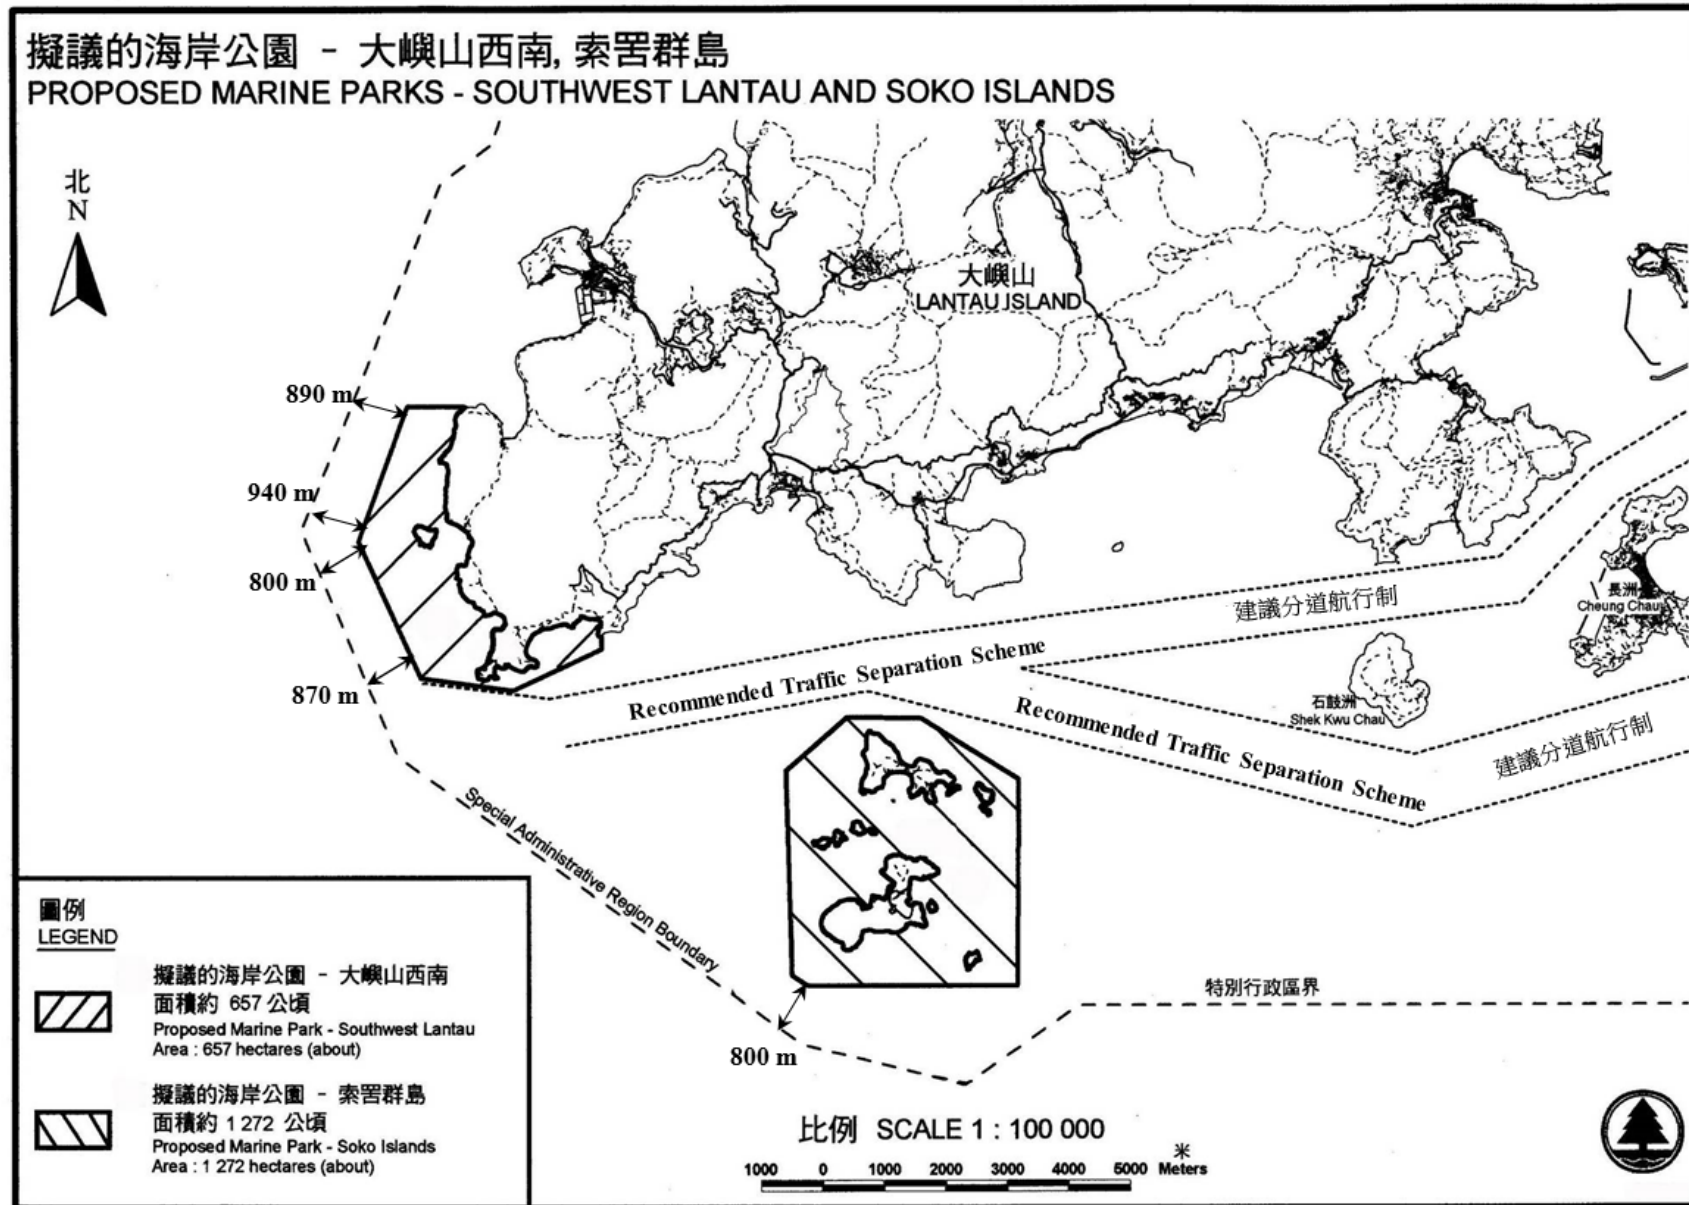 擬議的海岸公園 - 大嶼山西南, 索罟群島
PROPOSED MARINE PARKS - SOUTHWEST LANTAU AND SOKO ISLANDS
北
N
大嶼山
LANTAU ISLAND
890 m
940 m
800 m
870 m
建議分道航行制
長洲
Cheung Chau
Recommended Traffic Separation Scheme
石鼓洲
Shek Kwu Chau
Recommended Traffic Separation Scheme
建議分道航行制
Special Administrative Region Boundary
特別行政區界
800 m
圖例
LEGEND
擬議的海岸公園 - 大嶼山西南
面積約 657 公頃
Proposed Marine Park - Southwest Lantau
Area : 657 hectares (about)
擬議的海岸公園 - 索罟群島
面積約 1 272 公頃
Proposed Marine Park - Soko Islands
Area : 1 272 hectares (about)
比例 SCALE 1 : 100 000
米
1000 0 1000 2000 3000 4000 5000 Meters